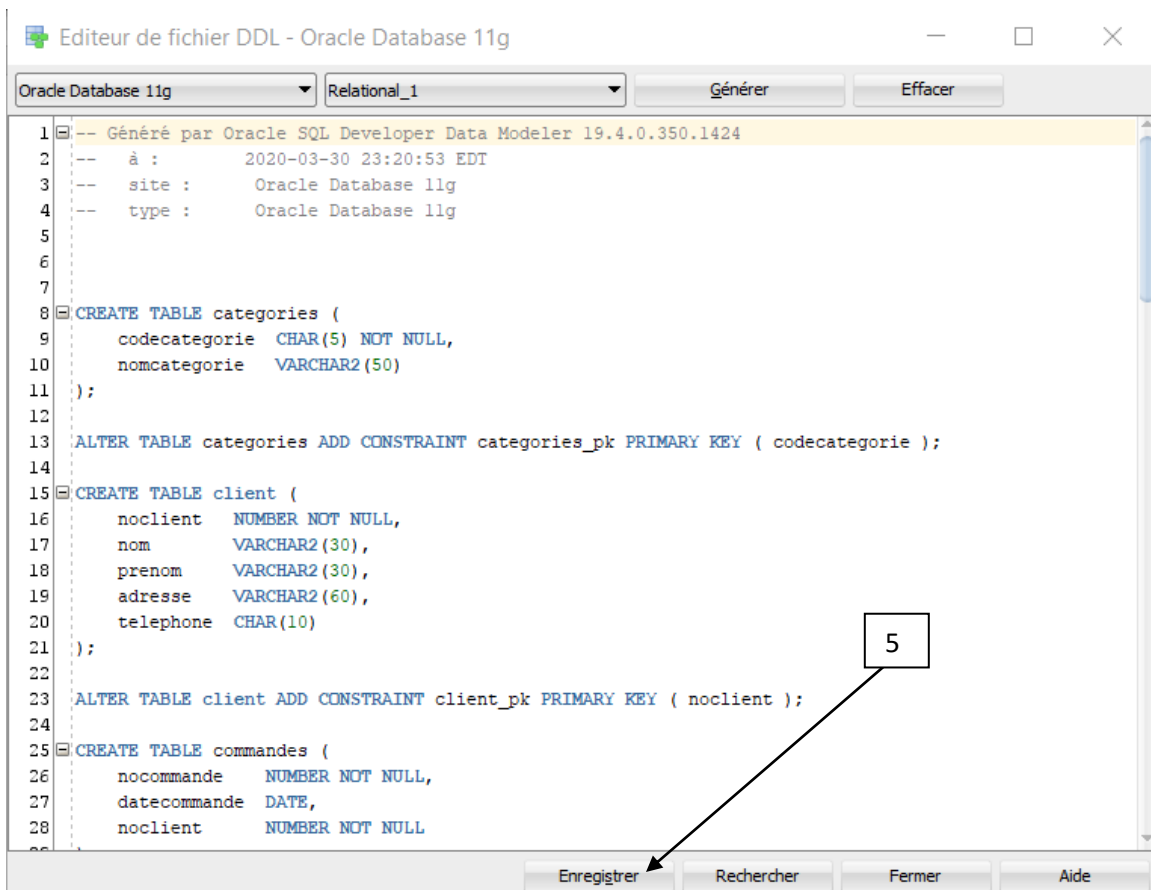 Editeur de fichier DDL - Oracle Database 11g
Oracle Database 11g Relational_1 Générer Effacer
1 -- Généré par Oracle SQL Developer Data Modeler 19.4.0.350.1424
2 --   à :        2020-03-30 23:20:53 EDT
3 --   site :      Oracle Database 11g
4 --   type :      Oracle Database 11g
5
6
7
8 CREATE TABLE categories (
9     codecategorie  CHAR(5) NOT NULL,
10     nomcategorie   VARCHAR2(50)
11 );
12
13 ALTER TABLE categories ADD CONSTRAINT categories_pk PRIMARY KEY ( codecategorie );
14
15 CREATE TABLE client (
16     noclient   NUMBER NOT NULL,
17     nom        VARCHAR2(30),
18     prenom     VARCHAR2(30),
19     adresse    VARCHAR2(60),
20     telephone  CHAR(10)
21 );
5
22
23 ALTER TABLE client ADD CONSTRAINT client_pk PRIMARY KEY ( noclient );
24
25 CREATE TABLE commandes (
26     nocommande    NUMBER NOT NULL,
27     datecommande  DATE,
28     noclient      NUMBER NOT NULL
Enregistrer Rechercher Fermer Aide